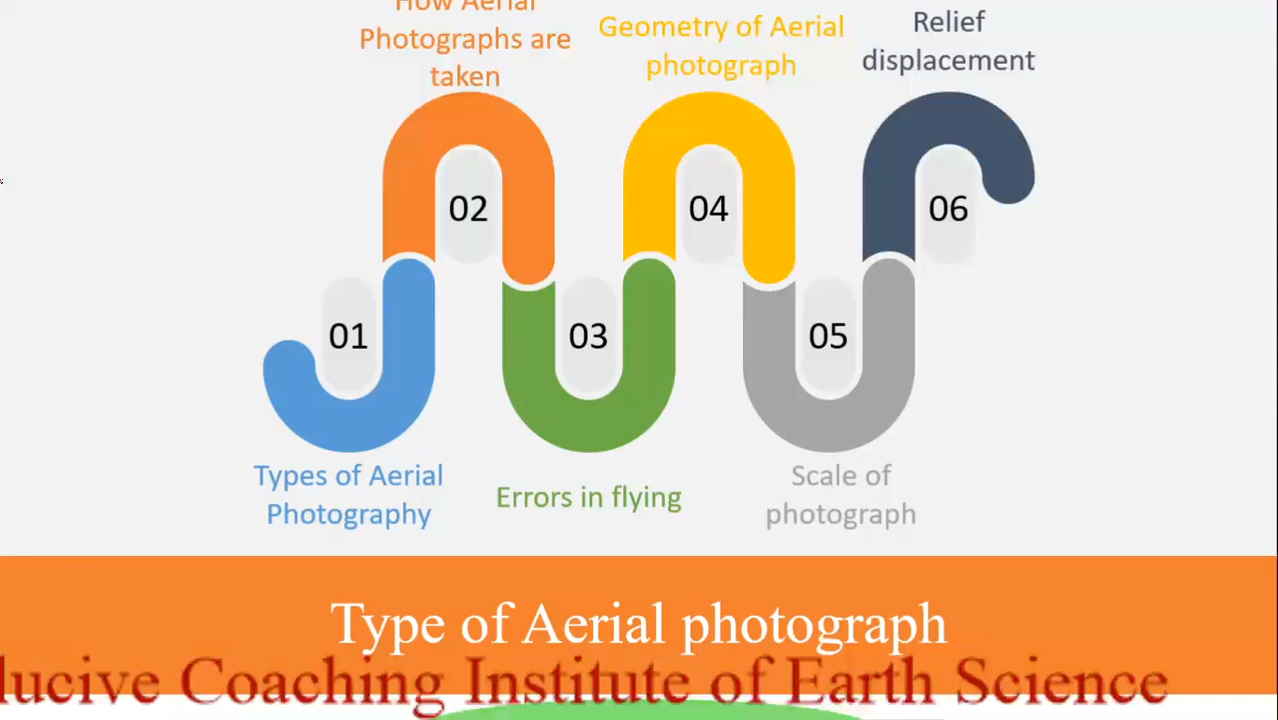 How Aerial
Photographs are
taken
Geometry of Aerial
photograph
Relief
displacement
02
04
06
01
03
05
Types of Aerial
Photography
Errors in flying
Scale of
photograph
Type of Aerial photograph
lucive Coaching Institute of Earth Science